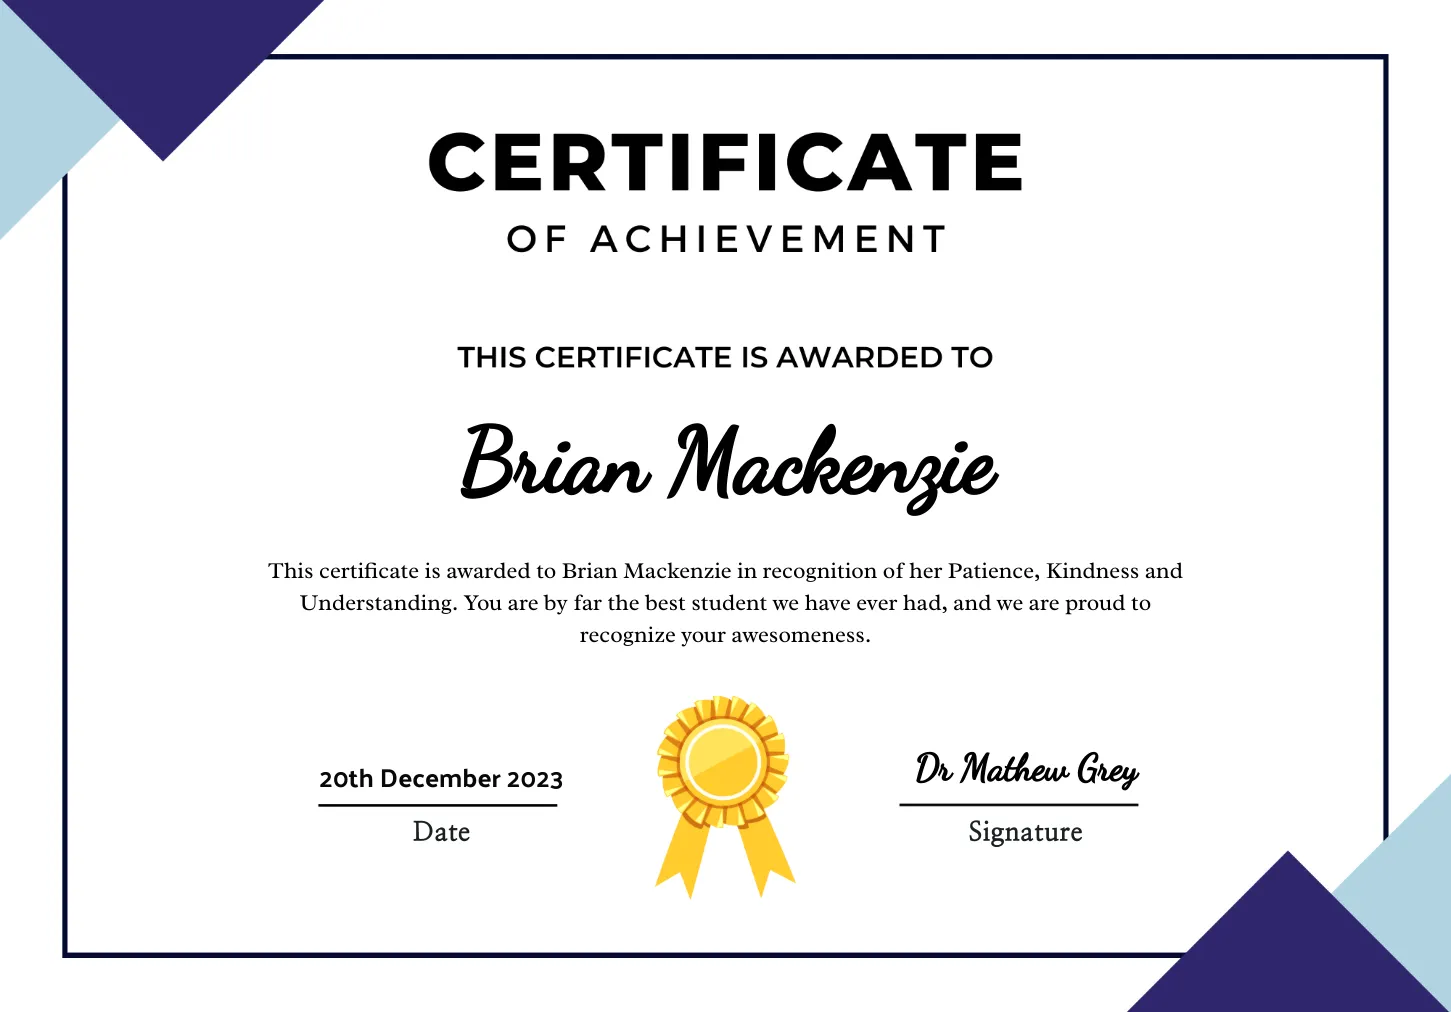 CERTIFICATE
OF ACHIEVEMENT
THIS CERTIFICATE IS AWARDED TO
Brian Mackenzie
This certificate is awarded to Brian Mackenzie in recognition of her Patience, Kindness and
Understanding. You are by far the best student we have ever had, and we are proud to
recognize your awesomeness.
20th December 2023
Date
Dr Mathew Grey
Signature